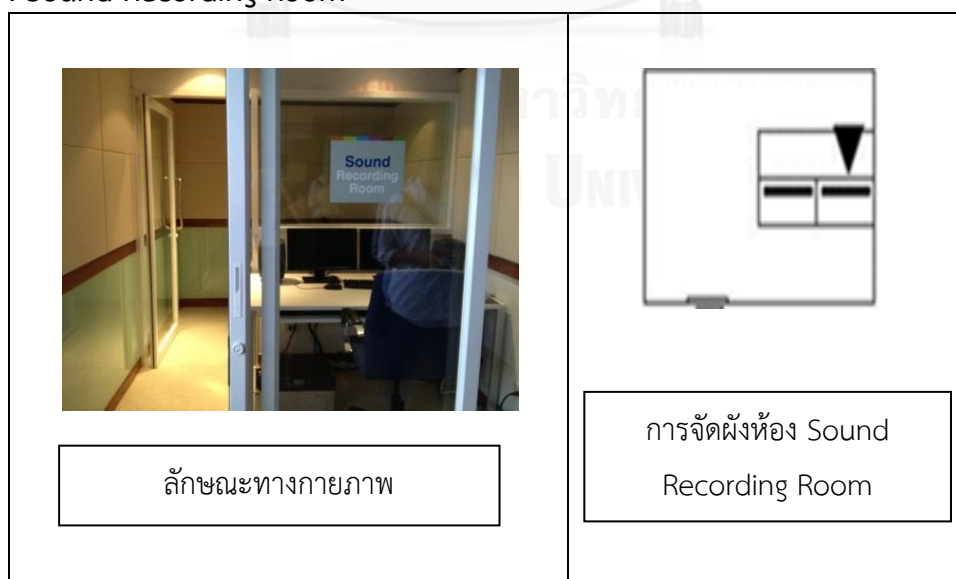 Sound Recording Room
Sound
Recording
Room
ลักษณะทางกายภาพ
การจัดผังห้อง Sound
Recording Room